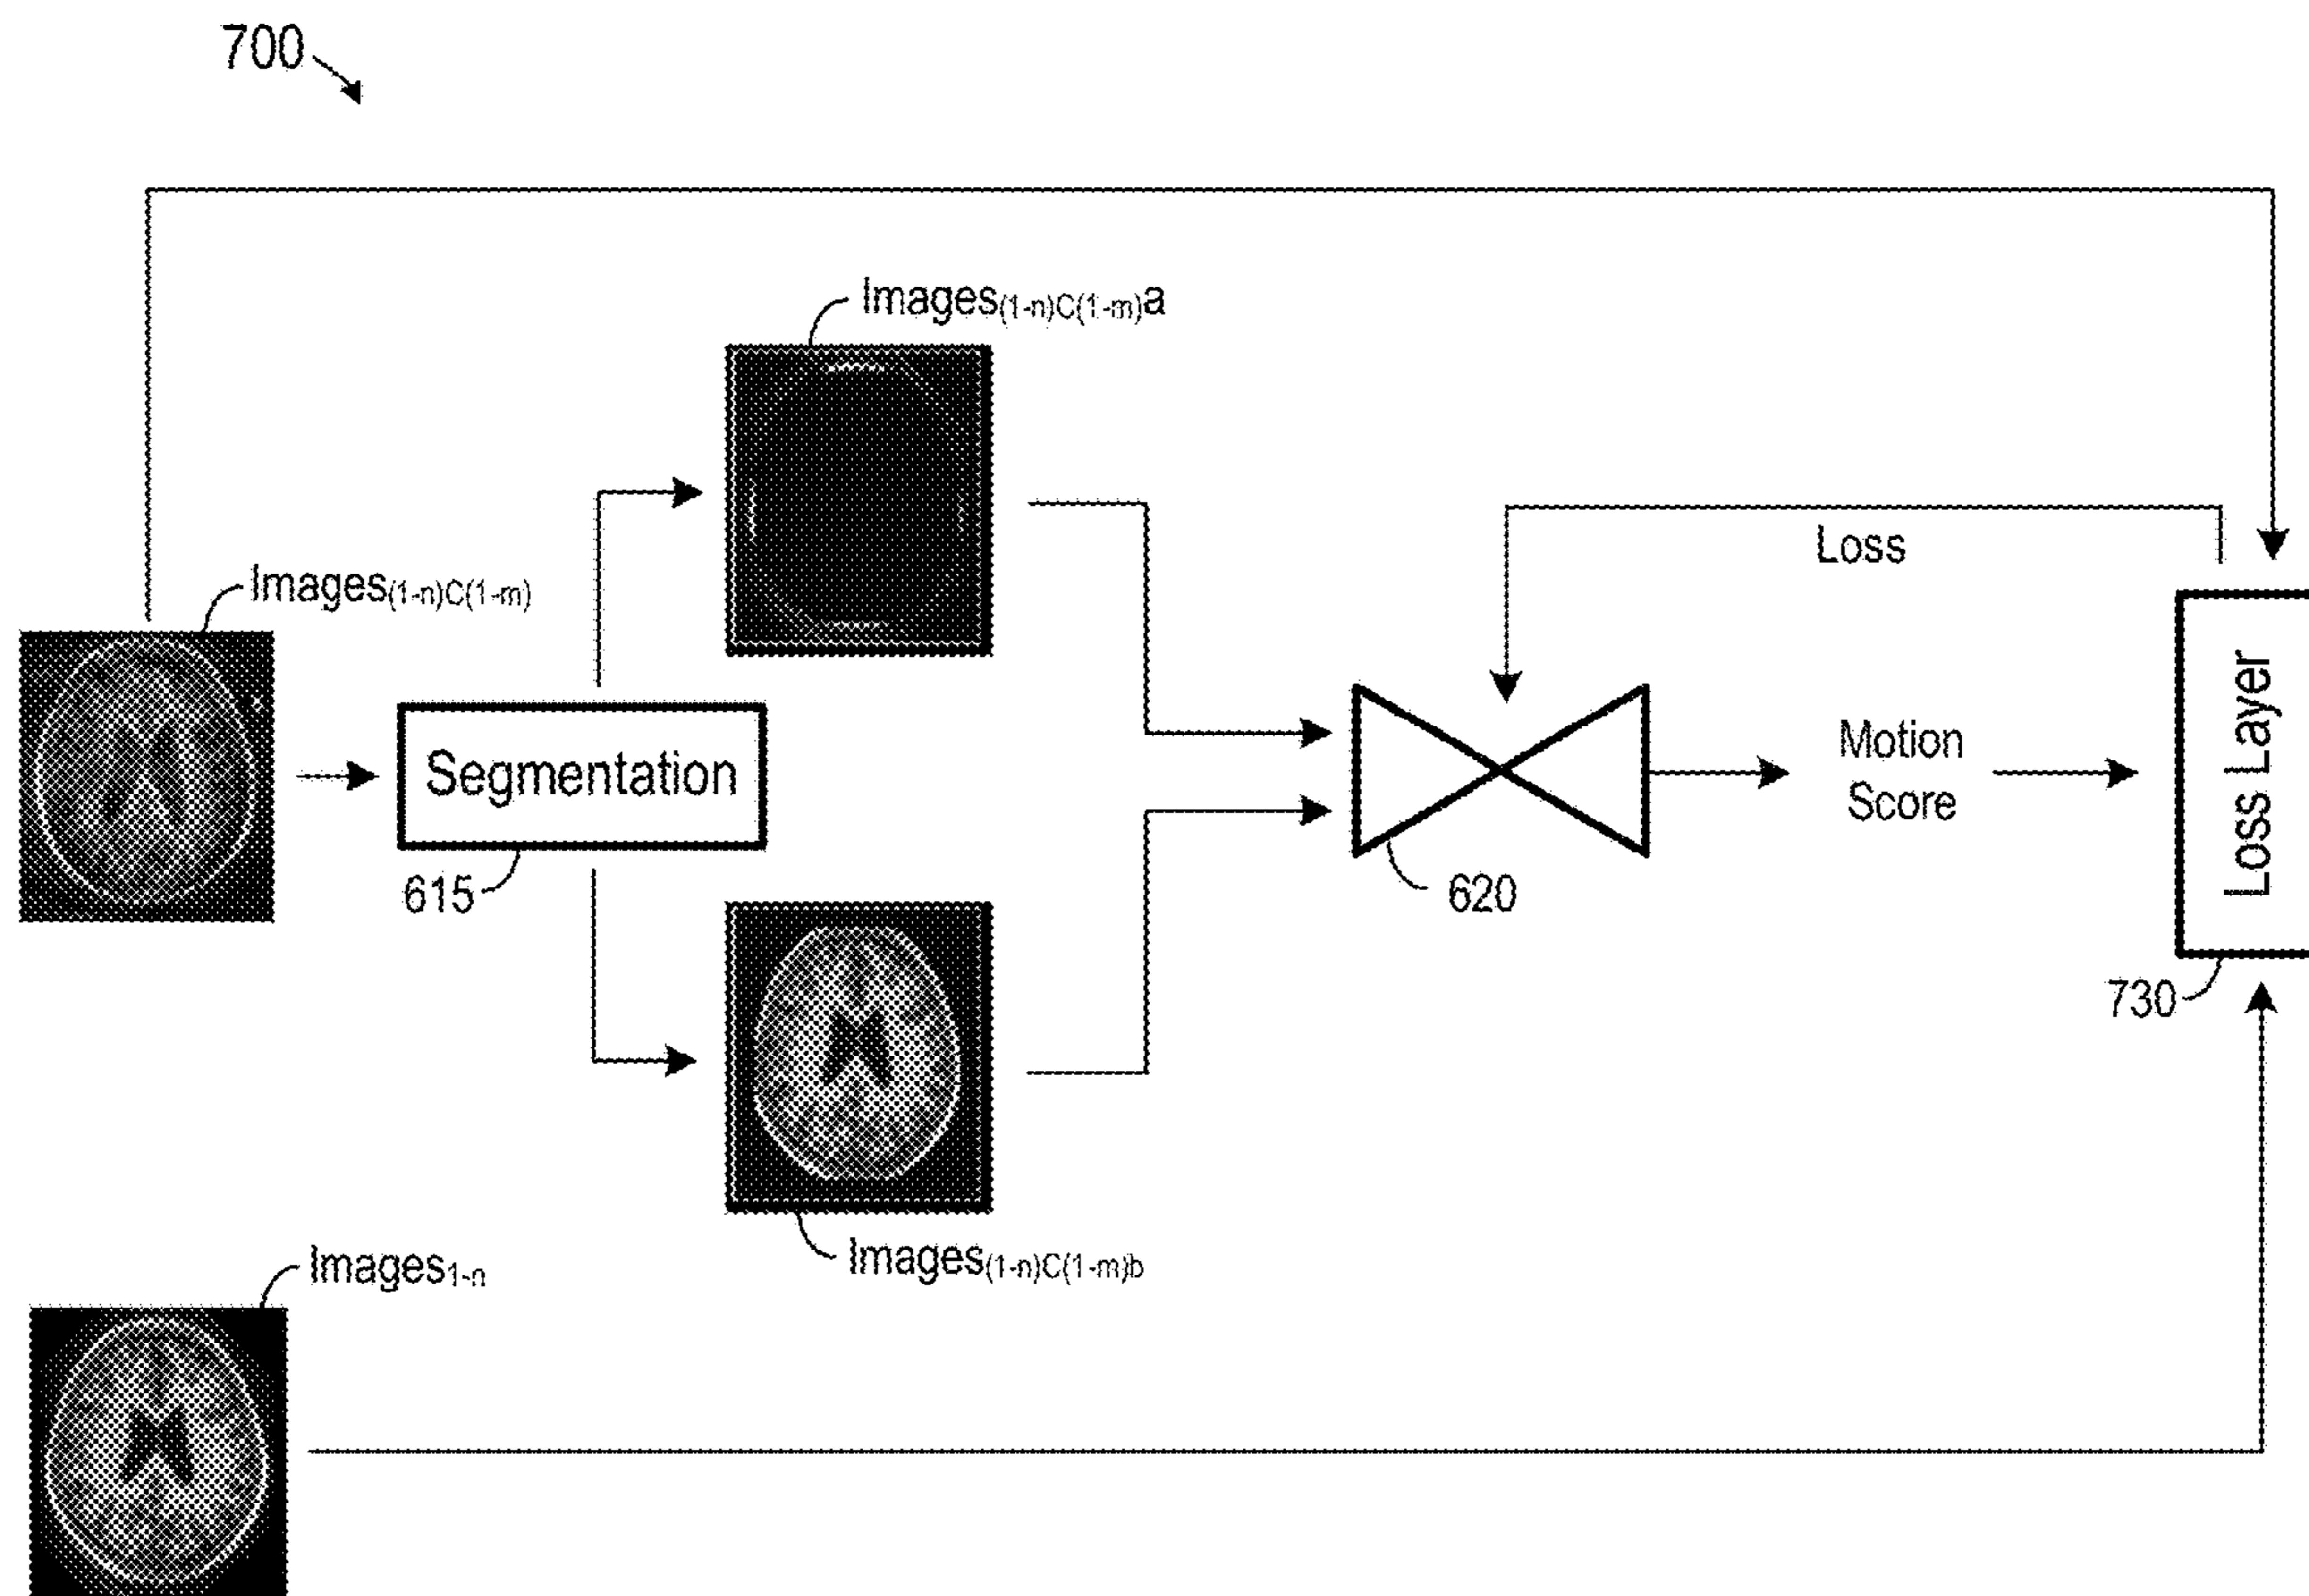 700
Images(1-n)C(1-m)a
Loss
Images(1-n)C(1-m)
Loss Layer
Motion
Score
Segmentation
615
620
730
Images(1-n)C(1-m)b
Images1-n